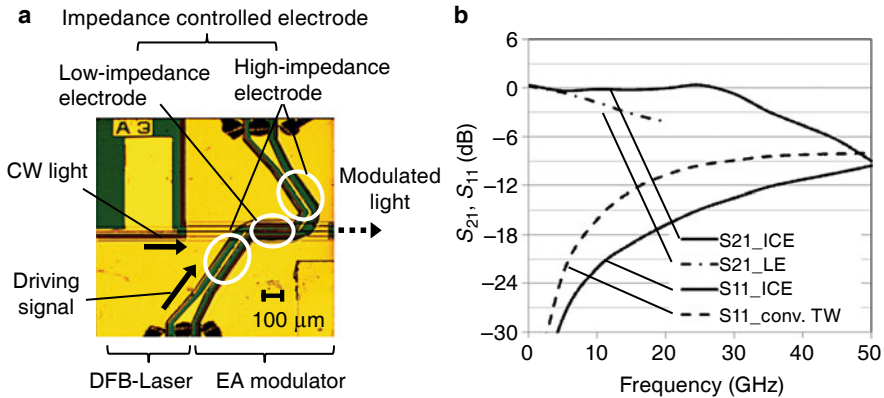 a
Impedance controlled electrode
Low-impedance
electrode
High-impedance
electrode
A 3
CW light
Modulated
light
Driving
signal
100 μm
DFB-Laser
EA modulator
b
S21, S11 (dB)
6
0
−6
−12
−18
−24
−30
S21_ICE
S21_LE
S11_ICE
S11_conv. TW
0
10
20
30
40
50
Frequency (GHz)